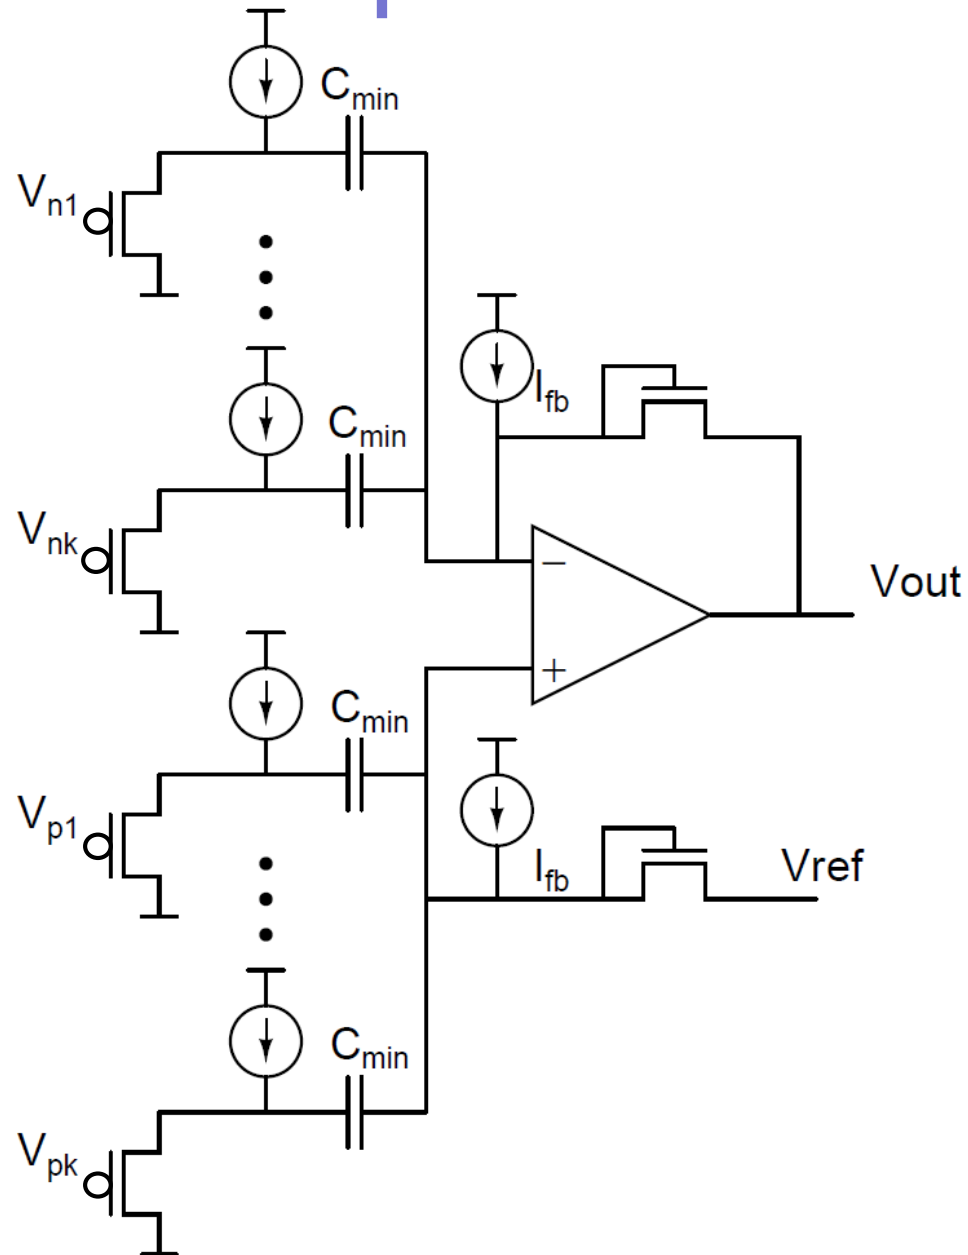 Cmin
Vn1
Ifb
Cmin
Vnk
−
Vout
+
Cmin
Vp1
Ifb
Vref
Cmin
Vpk